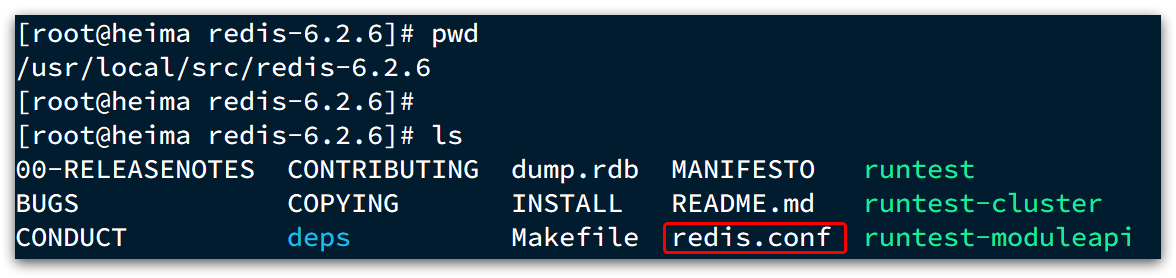 [root@heima redis-6.2.6]# pwd
/usr/local/src/redis-6.2.6
[root@heima redis-6.2.6]#
[root@heima redis-6.2.6]# ls
00-RELEASENOTES  CONTRIBUTING  dump.rdb  MANIFESTO   runtest
BUGS             COPYING       INSTALL   README.md   runtest-cluster
CONDUCT          deps          Makefile  redis.conf  runtest-moduleapi